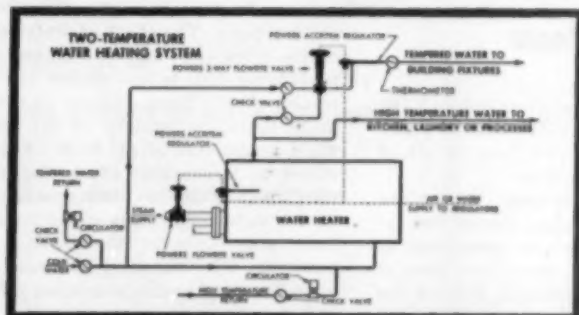 TWO-TEMPERATURE
WATER HEATING SYSTEM
POWERS ACCRITEM REGULATOR
POWERS 3-WAY FLOWRITE VALVE
TEMPERED WATER TO
BUILDING FIXTURES
THERMOMETER
CHECK VALVE
HIGH TEMPERATURE WATER TO
KITCHEN, LAUNDRY OR PROCESSES
POWERS ACCRITEM
REGULATOR
TEMPERED WATER
RETURN
AIR OR WATER
SUPPLY TO REGULATORS
STEAM
SUPPLY
WATER HEATER
CIRCULATOR
CHECK
VALVE
POWERS FLOWRITE VALVE
COLD
WATER
CIRCULATOR
HIGH TEMPERATURE
RETURN
CHECK VALVE